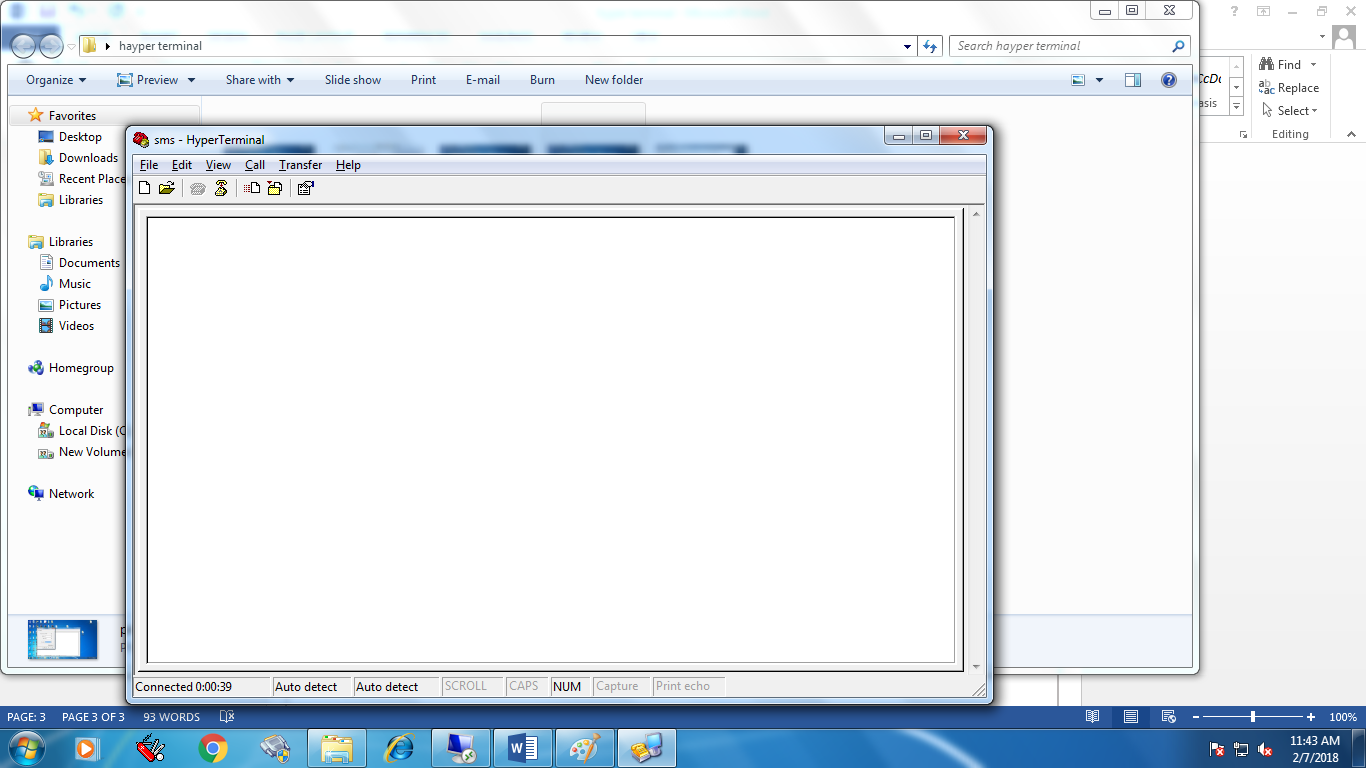 hayper terminal
Search hayper terminal
Organize Preview Share with Slide show Print E-mail Burn New folder
Find
Replace
Select
Editing
Favorites
Desktop
Downloads
Recent Place
Libraries
Libraries
Documents
Music
Pictures
Videos
Homegroup
Computer
Local Disk (C
New Volume
Network
sms - HyperTerminal
File Edit View Call Transfer Help
Connected 0:00:39 Auto detect Auto detect SCROLL CAPS NUM Capture Print echo
PAGE: 3 PAGE 3 OF 3 93 WORDS 100%
11:43 AM
2/7/2018